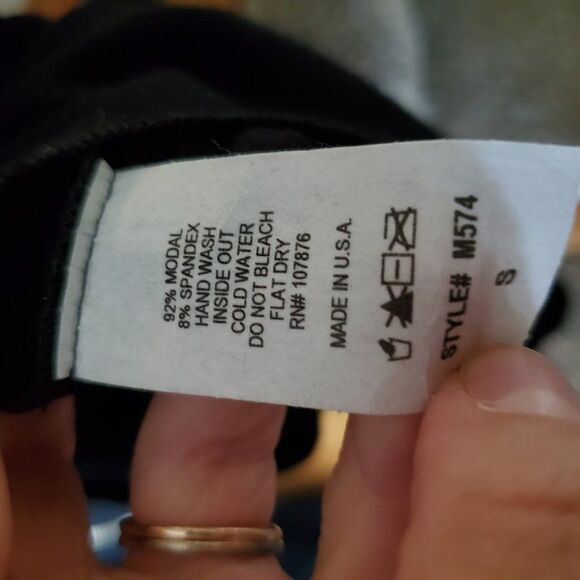 92% MODAL
8% SPANDEX
HAND WASH
INSIDE OUT
COLD WATER
DO NOT BLEACH
FLAT DRY
RN# 107876
MADE IN U.S.A.
STYLE# M574
S